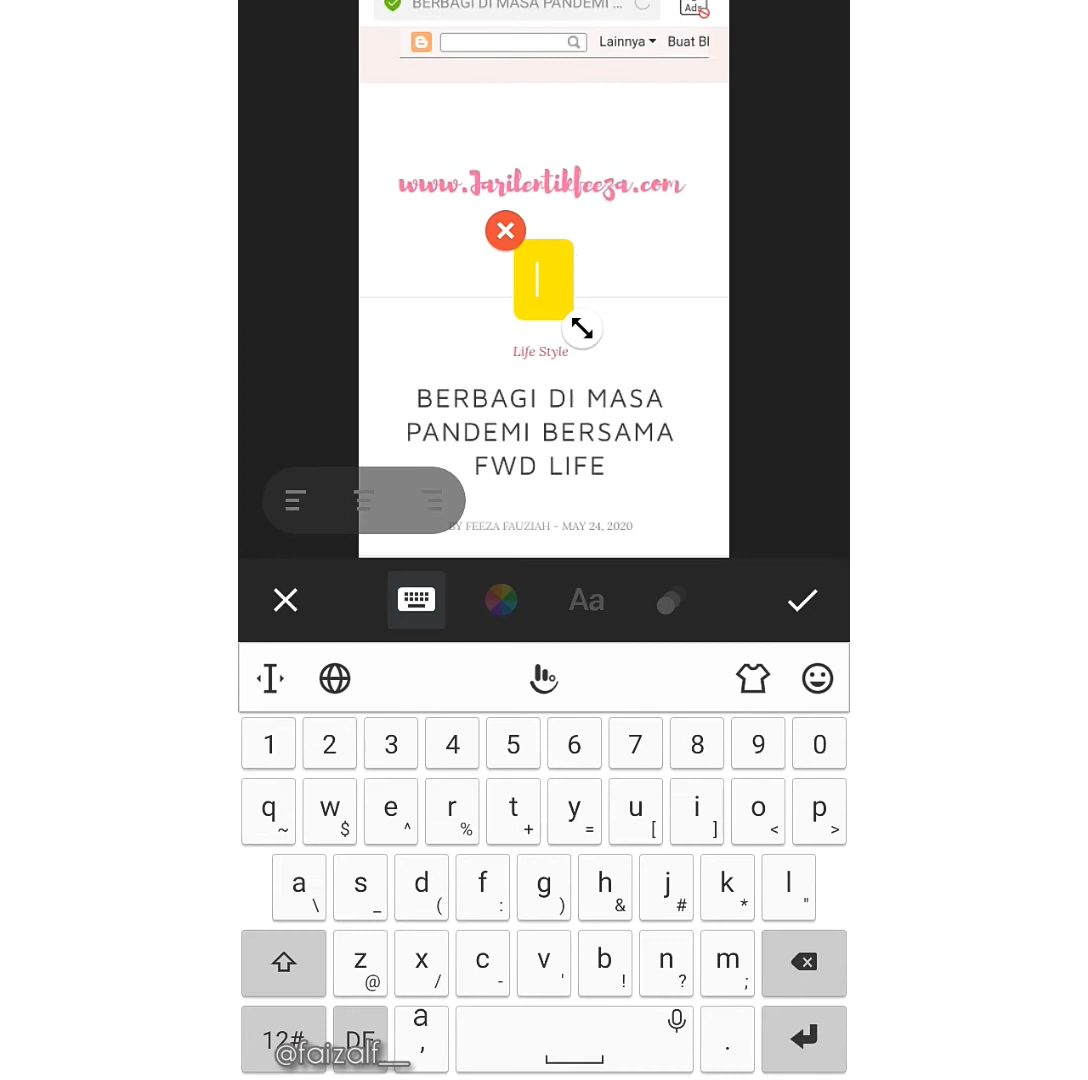 BERBAGI DI MASA PANDEMI ...
Ads
Lainnya Buat Bl
www.Jarilentikfeeza.com
Life Style
BERBAGI DI MASA
PANDEMI BERSAMA
FWD LIFE
BY FEEZA FAUZIAH - MAY 24, 2020
Aa
1 2 3 4 5 6 7 8 9 0
q ~ w $ e ^ r % t + y = u [ i ] o < p >
a \ s _ d ( f : g ) h & j # k * l "
z @ x / c - v ' b ! n ? m ;
12# DE a , .
@faizalf__